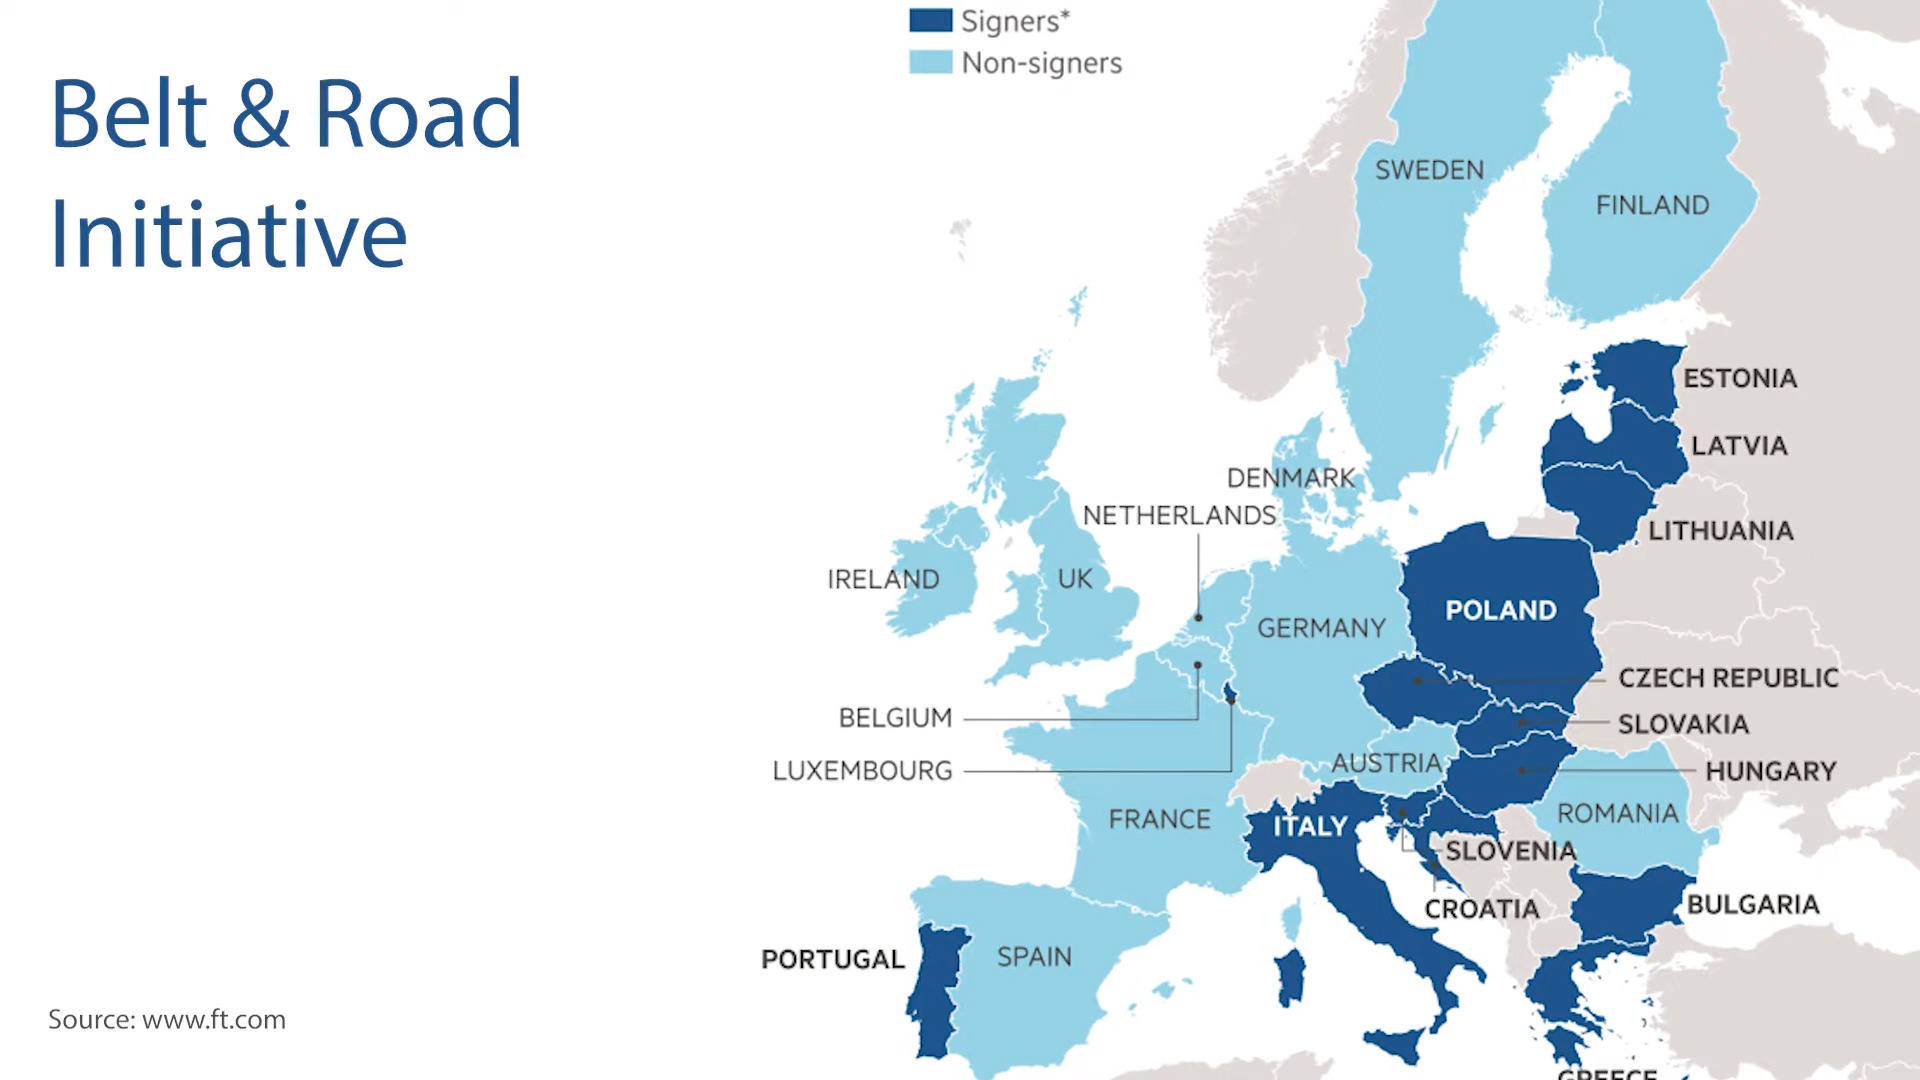 Signers*
Non-signers
Belt & Road
Initiative
SWEDEN
FINLAND
ESTONIA
LATVIA
DENMARK
NETHERLANDS
LITHUANIA
IRELAND
UK
GERMANY
POLAND
CZECH REPUBLIC
BELGIUM
SLOVAKIA
LUXEMBOURG
AUSTRIA
HUNGARY
FRANCE
ITALY
ROMANIA
SLOVENIA
CROATIA
BULGARIA
PORTUGAL
SPAIN
Source: www.ft.com
GREECE